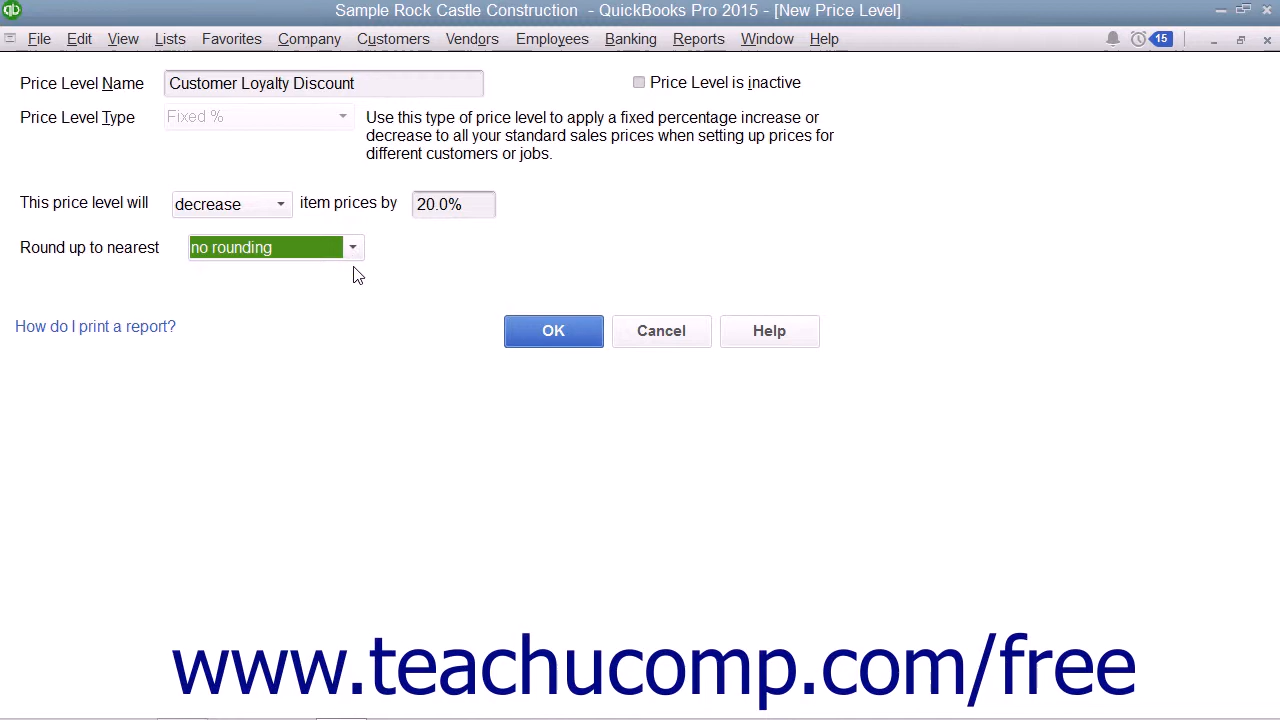 Sample Rock Castle Construction - QuickBooks Pro 2015 - [New Price Level]
File Edit View Lists Favorites Company Customers Vendors Employees Banking Reports Window Help 15
Price Level Name Customer Loyalty Discount Price Level is inactive
Price Level Type Fixed % Use this type of price level to apply a fixed percentage increase or
decrease to all your standard sales prices when setting up prices for
different customers or jobs.
This price level will decrease item prices by 20.0%
Round up to nearest no rounding
How do I print a report? OK Cancel Help
www.teachucomp.com/free